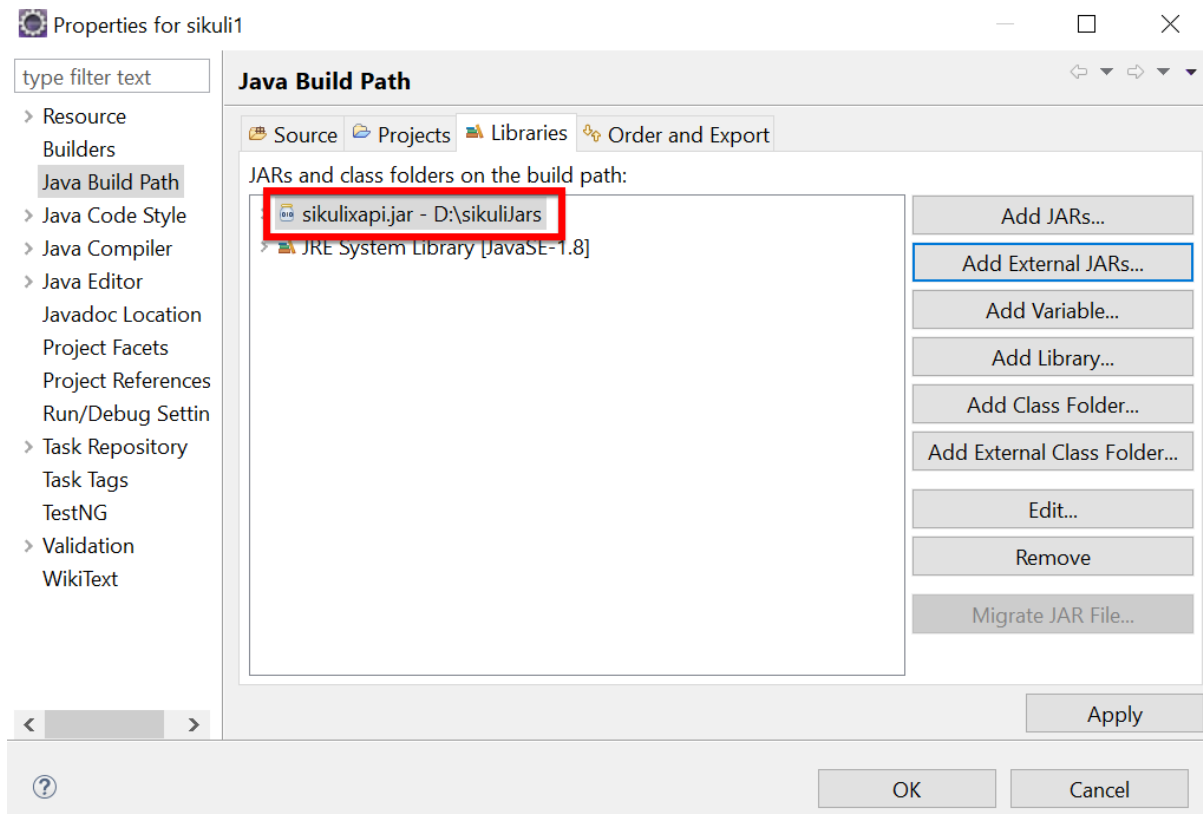 Properties for sikuli1
type filter text
Resource
Builders
Java Build Path
Java Code Style
Java Compiler
Java Editor
Javadoc Location
Project Facets
Project References
Run/Debug Settin
Task Repository
Task Tags
TestNG
Validation
WikiText
Java Build Path
Source
Projects
Libraries
Order and Export
JARs and class folders on the build path:
sikulixapi.jar - D:\sikuliJars
JRE System Library [JavaSE-1.8]
Add JARs...
Add External JARs...
Add Variable...
Add Library...
Add Class Folder...
Add External Class Folder...
Edit...
Remove
Migrate JAR File...
Apply
OK
Cancel